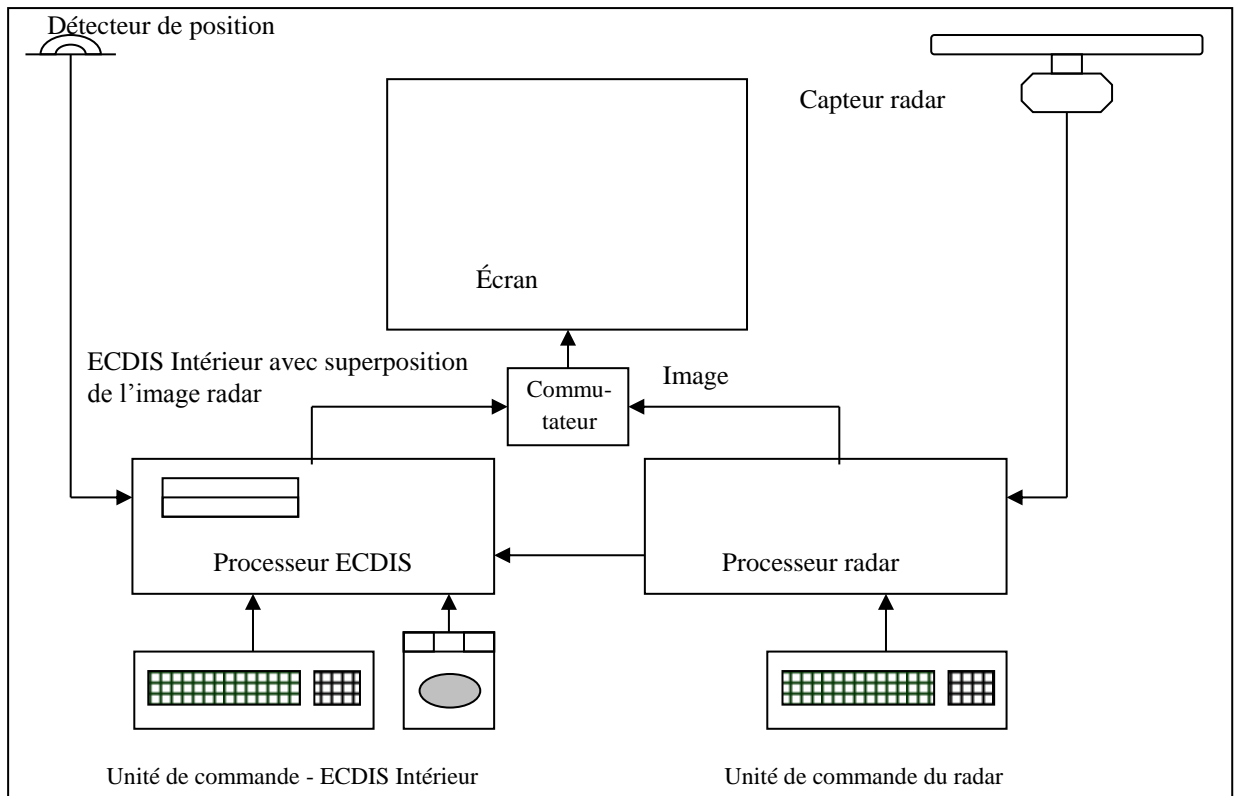 Détecteur de position
Capteur radar
Écran
ECDIS Intérieur avec superposition
de l’image radar
Image
Commu-
tateur
Processeur ECDIS
Processeur radar
Unité de commande - ECDIS Intérieur
Unité de commande du radar